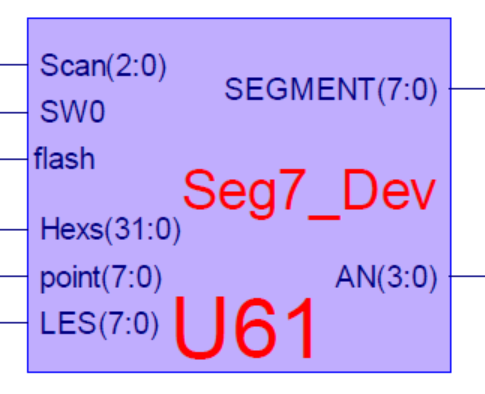 Scan(2:0)
SEGMENT(7:0)
SW0
flash
Seg7_Dev
Hexs(31:0)
point(7:0)
AN(3:0)
LES(7:0)
U61